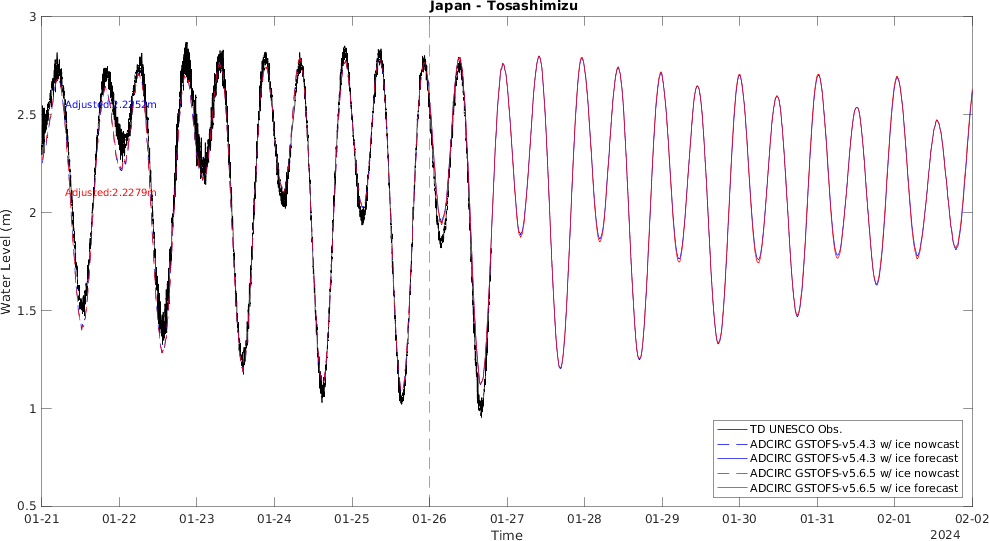 Japan - Tosashimizu
3
2.5
2
1.5
1
0.5
Water Level (m)
Adjusted:2.2252m
Adjusted:2.2279m
TD UNESCO Obs.
ADCIRC GSTOFS-v5.4.3 w/ ice nowcast
ADCIRC GSTOFS-v5.4.3 w/ ice forecast
ADCIRC GSTOFS-v5.6.5 w/ ice nowcast
ADCIRC GSTOFS-v5.6.5 w/ ice forecast
01-21 01-22 01-23 01-24 01-25 01-26 01-27 01-28 01-29 01-30 01-31 02-01 02-02
Time
2024